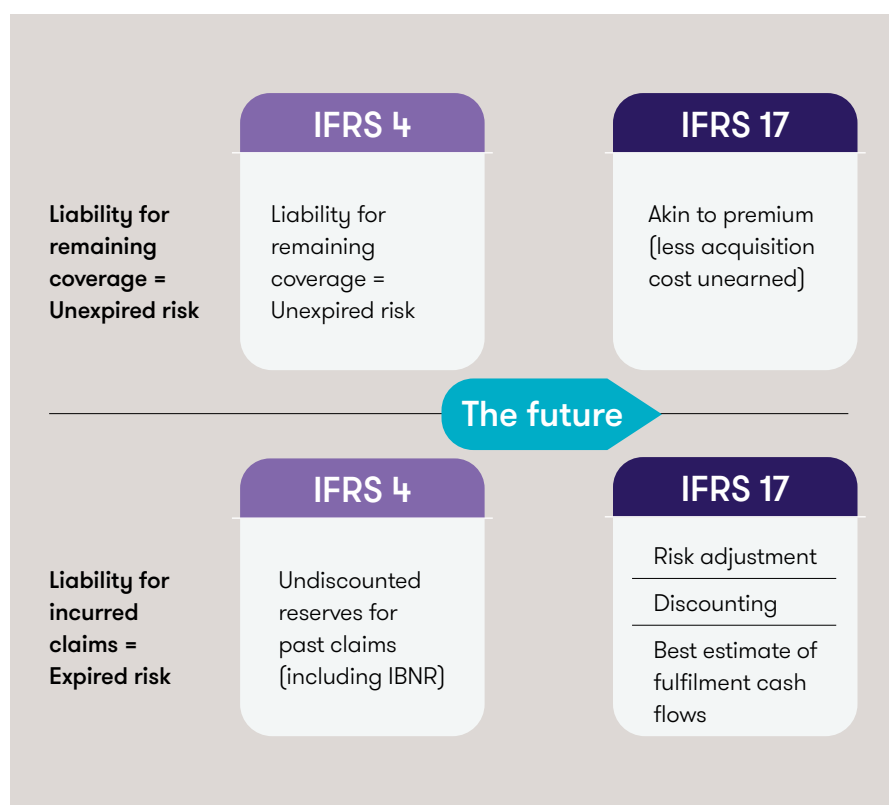 IFRS 4
IFRS 17
Liability for
remaining
coverage =
Unexpired risk
Liability for
remaining
coverage =
Unexpired risk
Akin to premium
(less acquisition
cost unearned)
The future
IFRS 4
IFRS 17
Liability for
incurred
claims =
Expired risk
Undiscounted
reserves for
past claims
(including IBNR)
Risk adjustment
Discounting
Best estimate of
fulfilment cash
flows